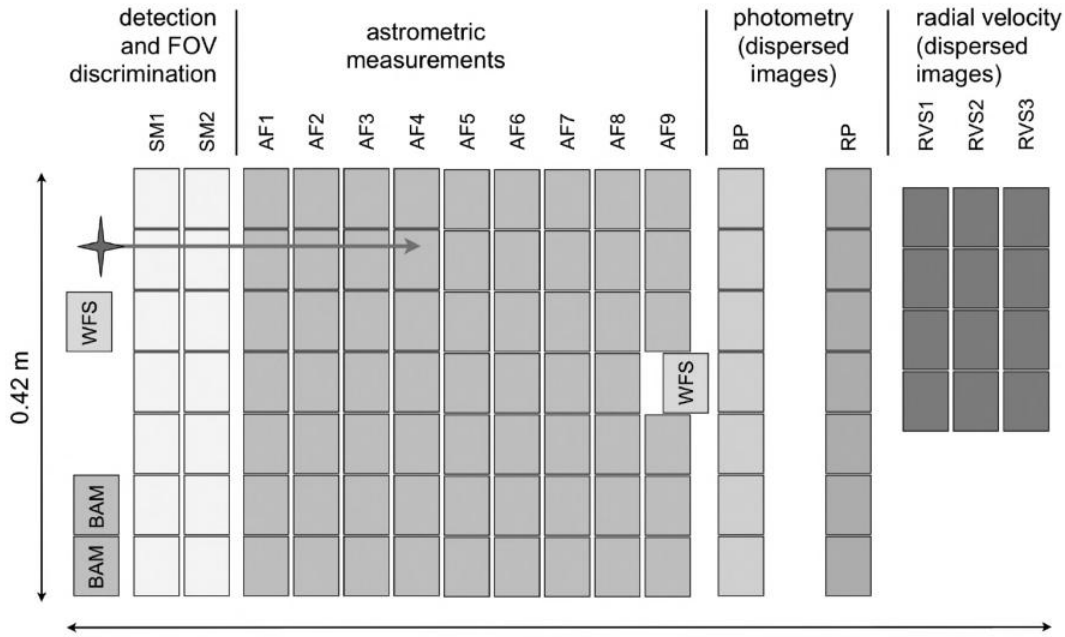 detection
and FOV
discrimination
astrometric
measurements
photometry
(dispersed
images)
radial velocity
(dispersed
images)
SM1
SM2
AF1
AF2
AF3
AF4
AF5
AF6
AF7
AF8
AF9
BP
RP
RVS1
RVS2
RVS3
WFS
WFS
0.42 m
BAM
BAM